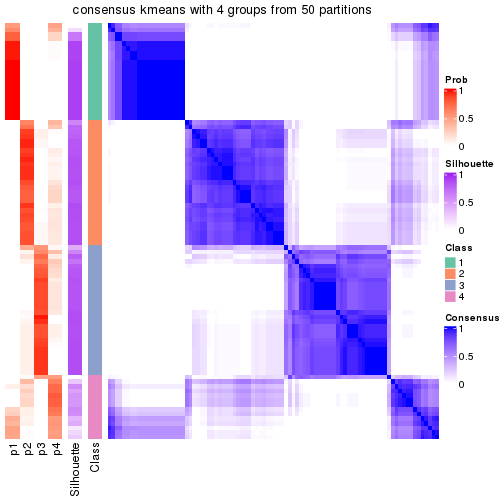 consensus kmeans with 4 groups from 50 partitions
Prob
1
0.5
0
Silhouette
1
0.5
0
Class
1
2
3
4
Consensus
1
0.5
0
p1
p2
p3
p4
Silhouette
Class